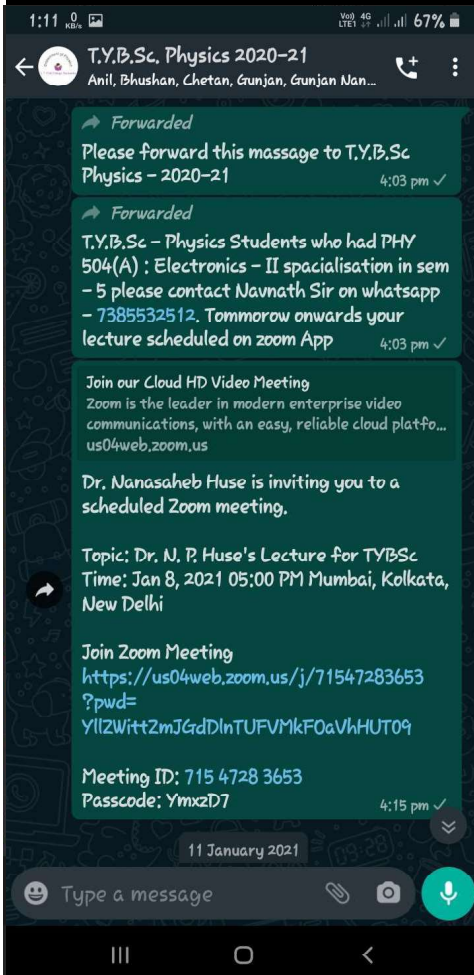 1:11 0 KB/s Vo)) LTE1 4G 67%
T.Y.B.Sc. Physics 2020-21
Anil, Bhushan, Chetan, Gunjan, Gunjan Nan...
Forwarded
Please forward this massage to T.Y.B.Sc
Physics - 2020-21
4:03 pm
Forwarded
T.Y.B.Sc - Physics Students who had PHY
504(A) : Electronics - II spacialisation in sem
- 5 please contact Navnath Sir on whatsapp
- 7385532512. Tommorow onwards your
lecture scheduled on zoom App 4:03 pm
Join our Cloud HD Video Meeting
Zoom is the leader in modern enterprise video
communications, with an easy, reliable cloud platfo...
us04web.zoom.us
Dr. Nanasaheb Huse is inviting you to a
scheduled Zoom meeting.
Topic: Dr. N. P. Huse's Lecture for TYBSc
Time: Jan 8, 2021 05:00 PM Mumbai, Kolkata,
New Delhi
Join Zoom Meeting
https://us04web.zoom.us/j/71547283653
?pwd=
YllZWittZmJGdDlnTUFVMkFOaVhHUT09
Meeting ID: 715 4728 3653
Passcode: YmxzD7
4:15 pm
11 January 2021
Type a message